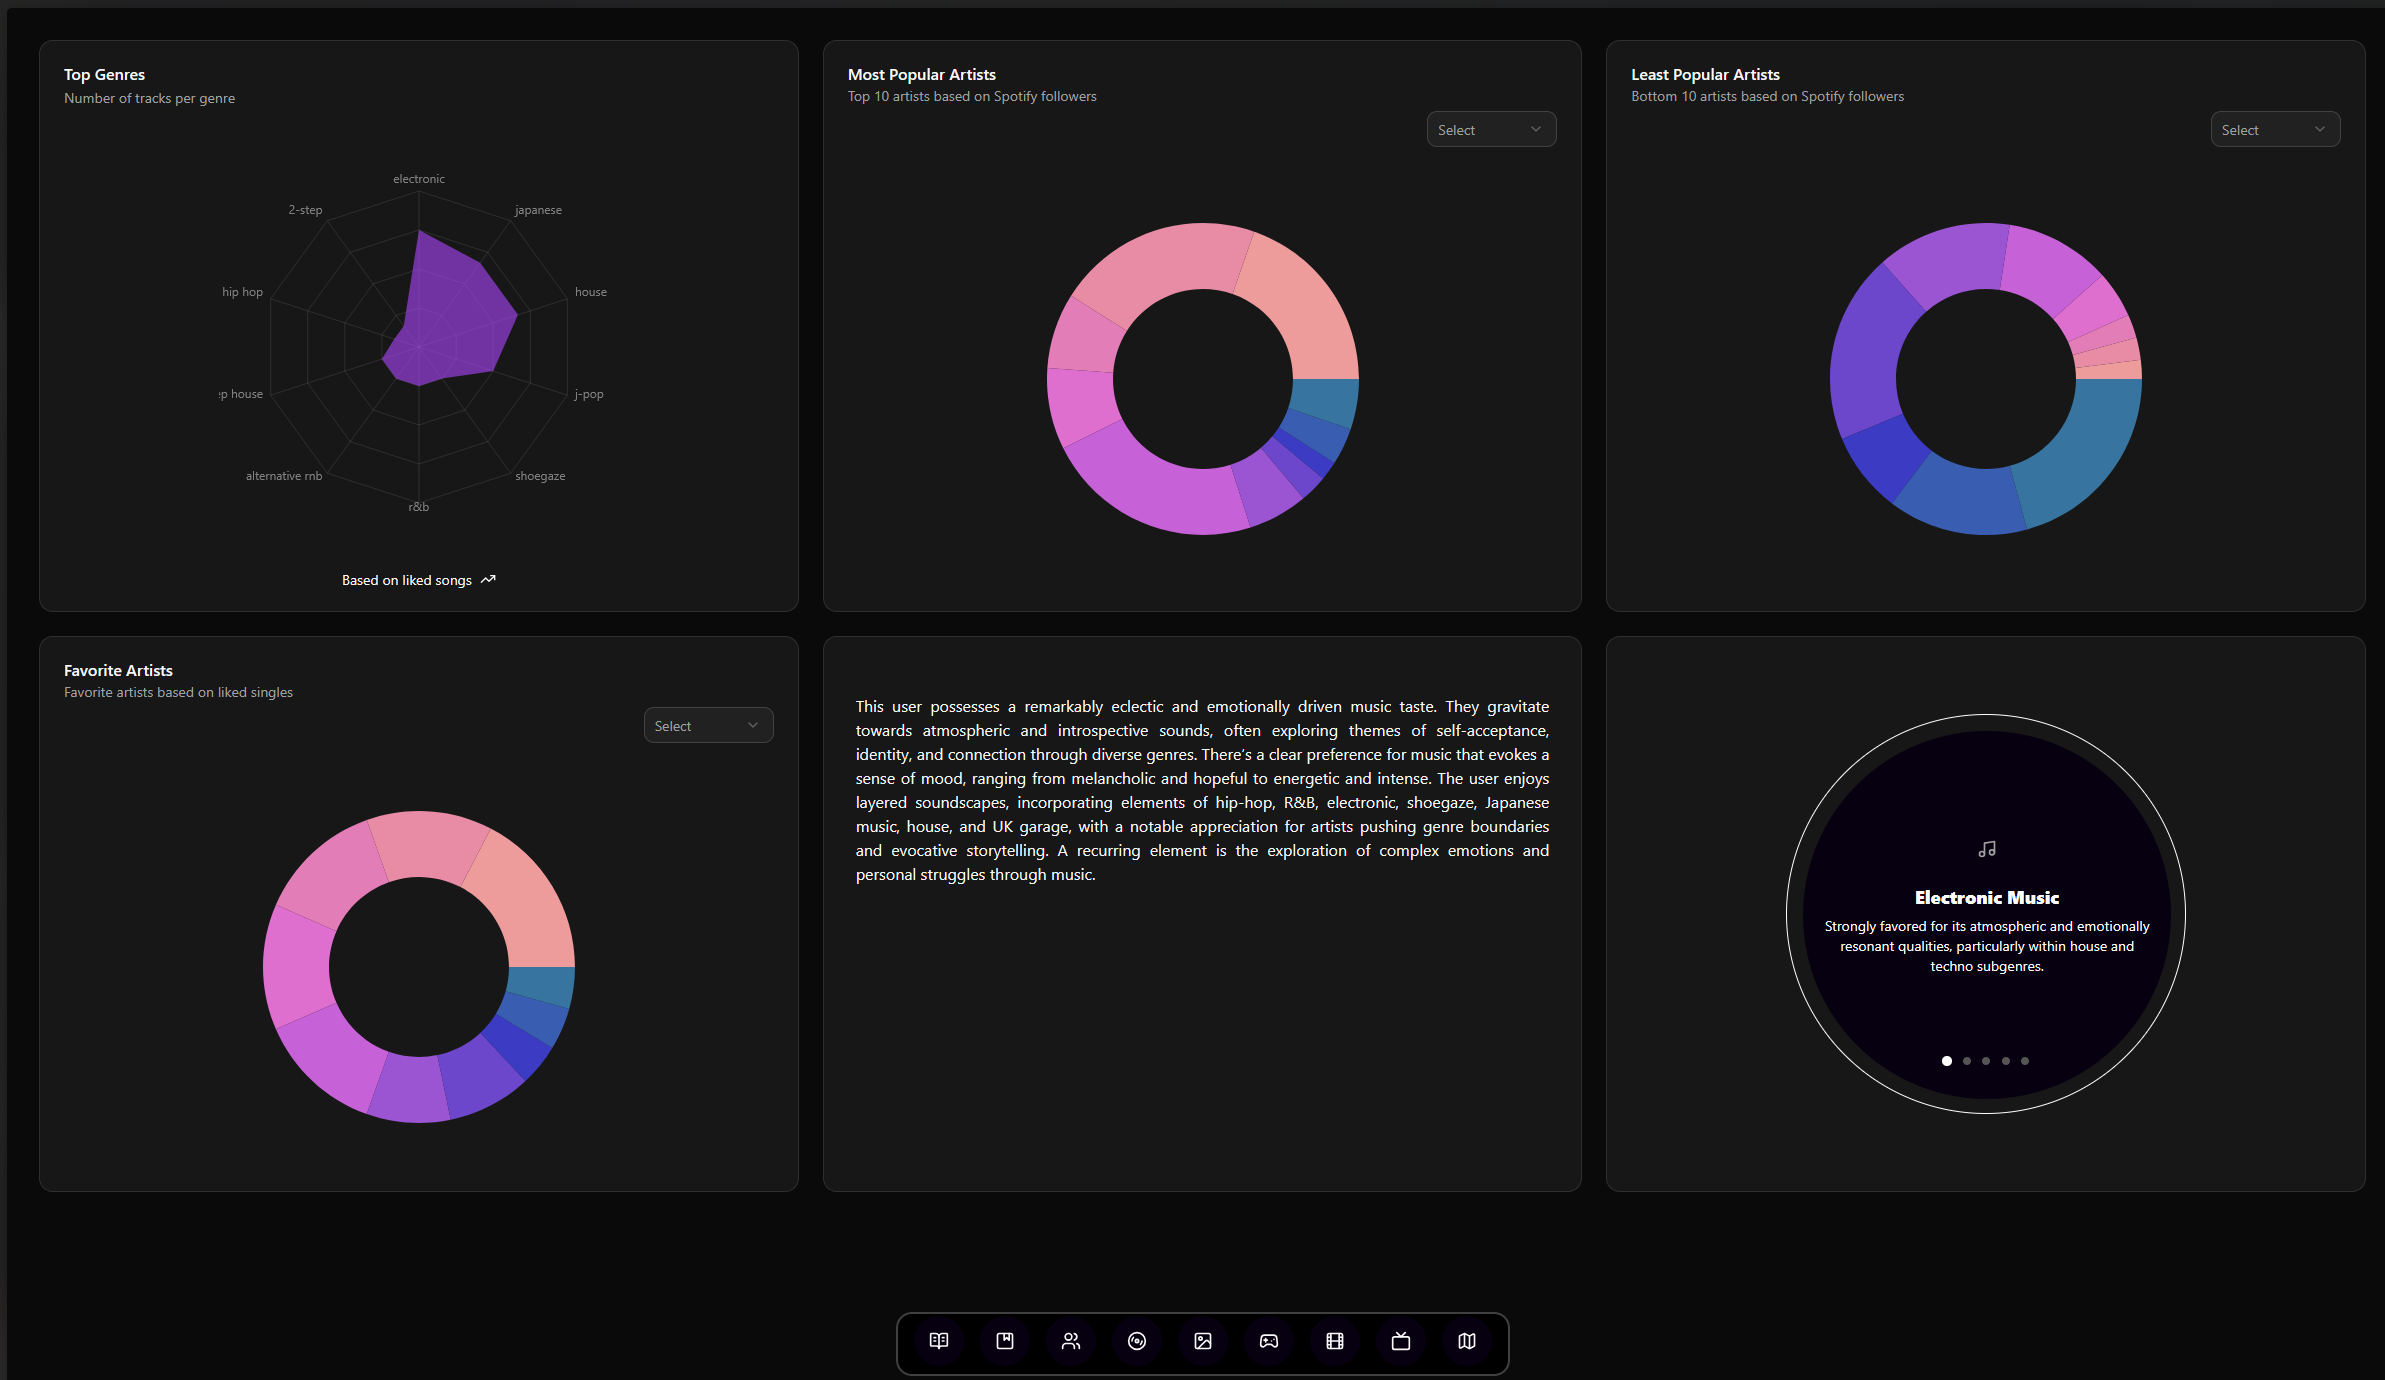 Top Genres
Number of tracks per genre
electronic
2-step
japanese
hip hop
house
ep house
j-pop
alternative rnb
shoegaze
r&b
Based on liked songs
Most Popular Artists
Top 10 artists based on Spotify followers
Select
Least Popular Artists
Bottom 10 artists based on Spotify followers
Select
Favorite Artists
Favorite artists based on liked singles
Select
This user possesses a remarkably eclectic and emotionally driven music taste. They gravitate
towards atmospheric and introspective sounds, often exploring themes of self-acceptance,
identity, and connection through diverse genres. There's a clear preference for music that evokes a
sense of mood, ranging from melancholic and hopeful to energetic and intense. The user enjoys
layered soundscapes, incorporating elements of hip-hop, R&B, electronic, shoegaze, Japanese
music, house, and UK garage, with a notable appreciation for artists pushing genre boundaries
and evocative storytelling. A recurring element is the exploration of complex emotions and
personal struggles through music.
Electronic Music
Strongly favored for its atmospheric and emotionally
resonant qualities, particularly within house and
techno subgenres.